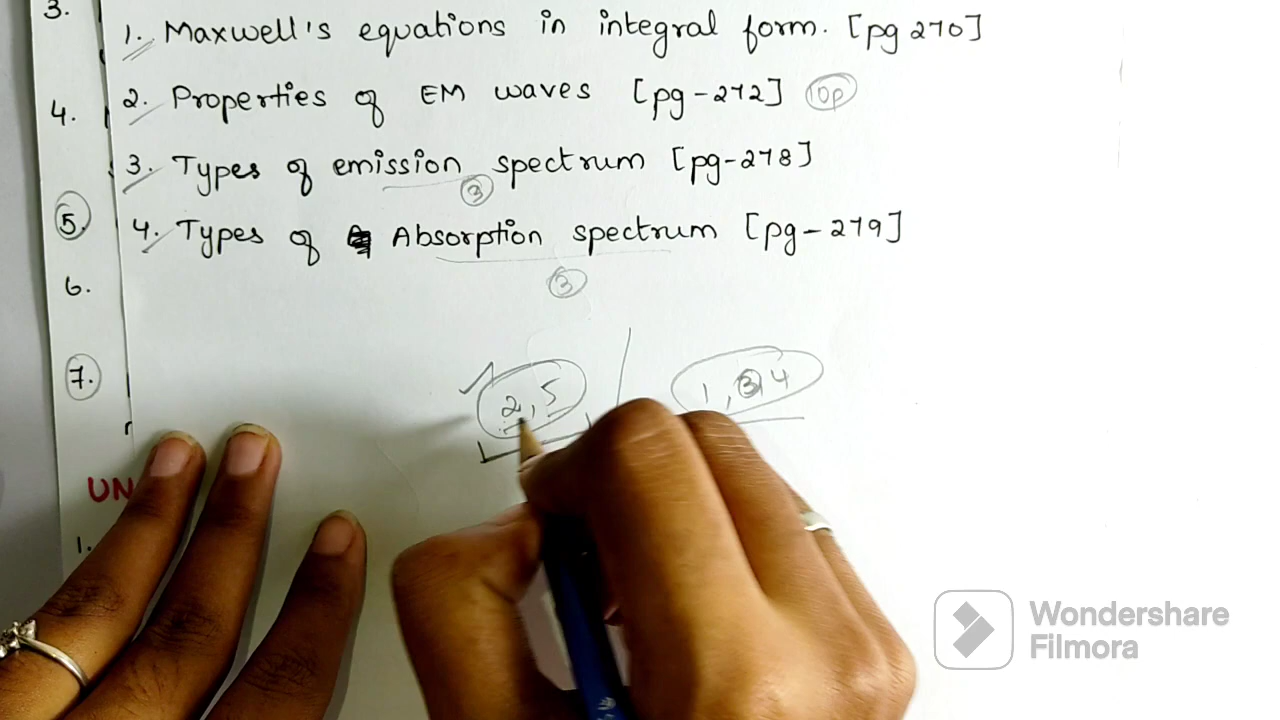 3.
1. Maxwell's equations in integral form. [pg 270]
4.
2. Properties of EM waves [pg-272] 10p
3. Types of emission spectrum [pg-278]
3
5.
4. Types of Absorption spectrum [pg-279]
3
6.
7.
2, 5
1, 3, 4
UN
1.
Wondershare
Filmora